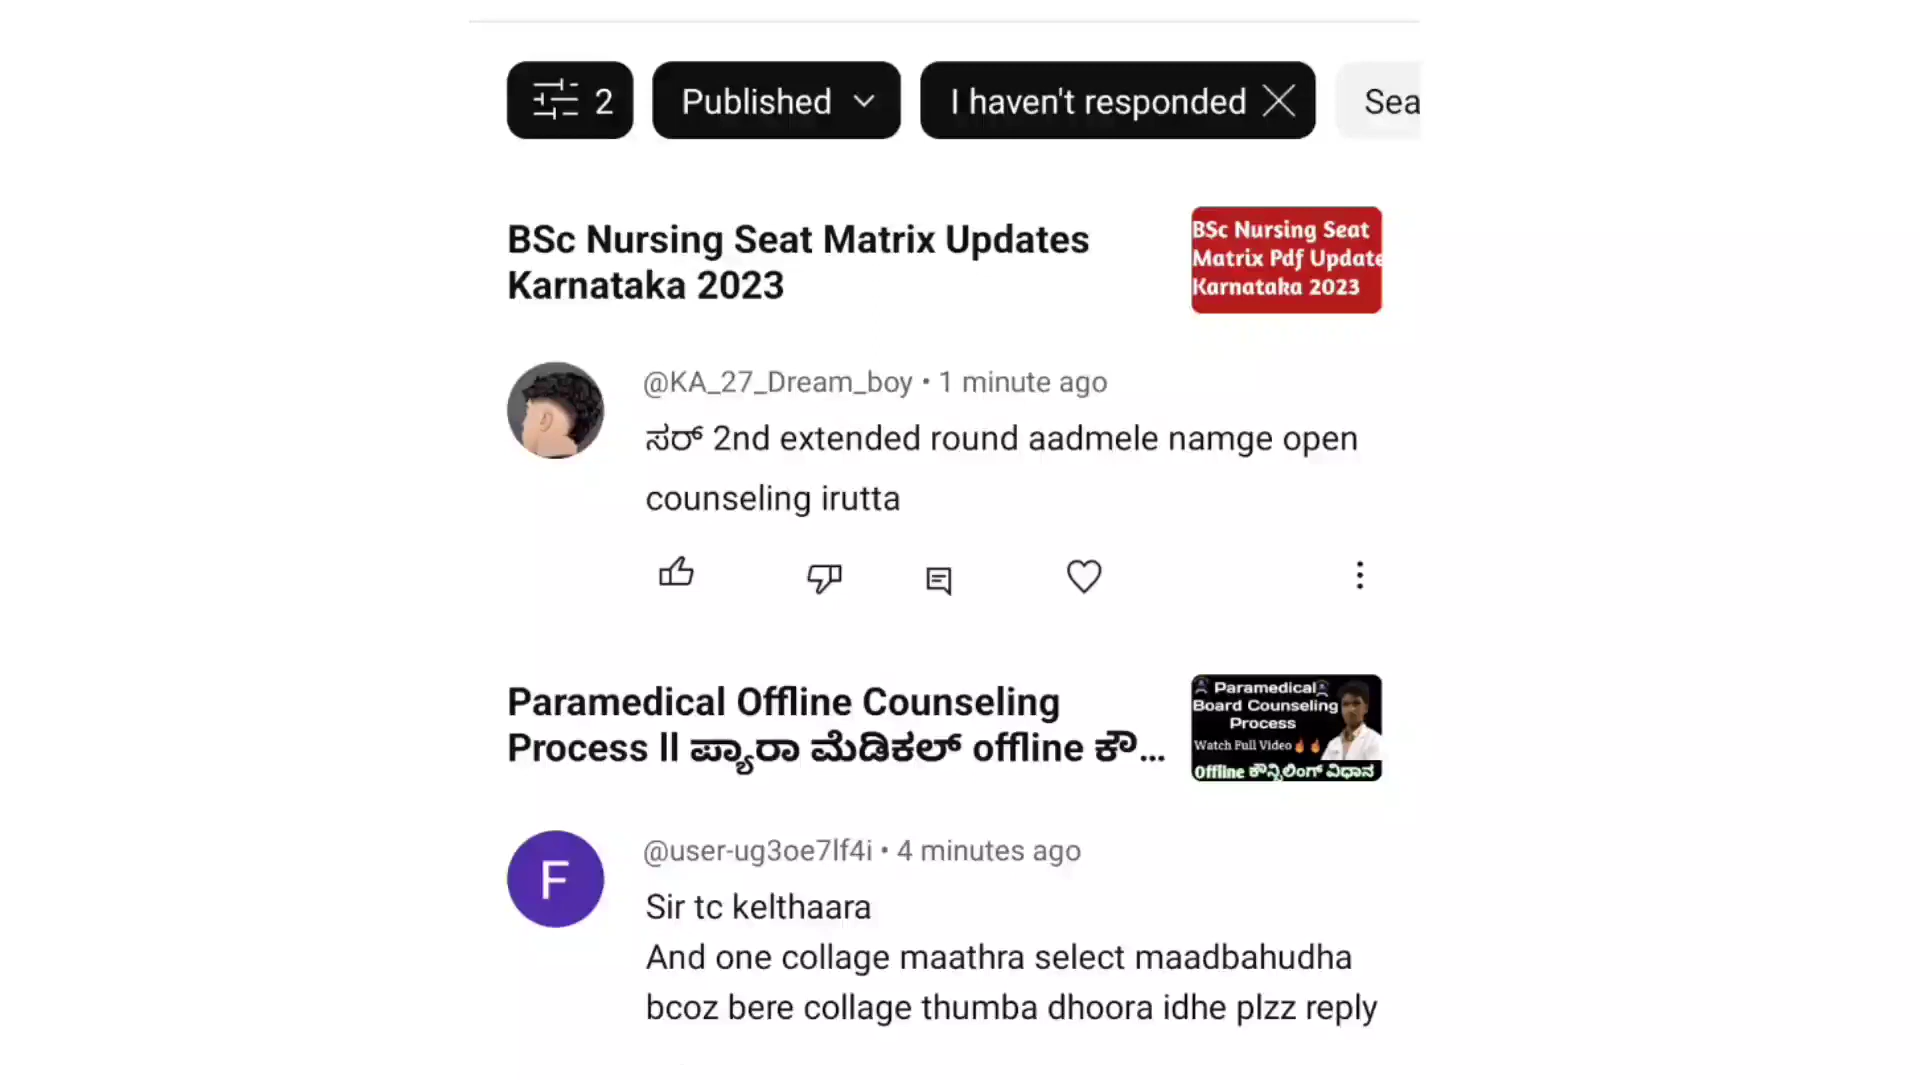 2
Published
I haven't responded
Sea
BSc Nursing Seat Matrix Updates
Karnataka 2023
BSc Nursing Seat
Matrix Pdf Update
Karnataka 2023
@KA_27_Dream_boy • 1 minute ago
ಸರ್ 2nd extended round aadmele namge open
counseling irutta
Paramedical Offline Counseling
Process ll ಪ್ಯಾರಾ ಮೆಡಿಕಲ್ offline ಕೌ...
Paramedical
Board Counseling
Process
Watch Full Video
Offline ಕೌನ್ಸಿಲಿಂಗ್ ವಿಧಾನ
@user-ug3oe7lf4i • 4 minutes ago
Sir tc kelthaara
And one collage maathra select maadbahudha
bcoz bere collage thumba dhoora idhe plzz reply